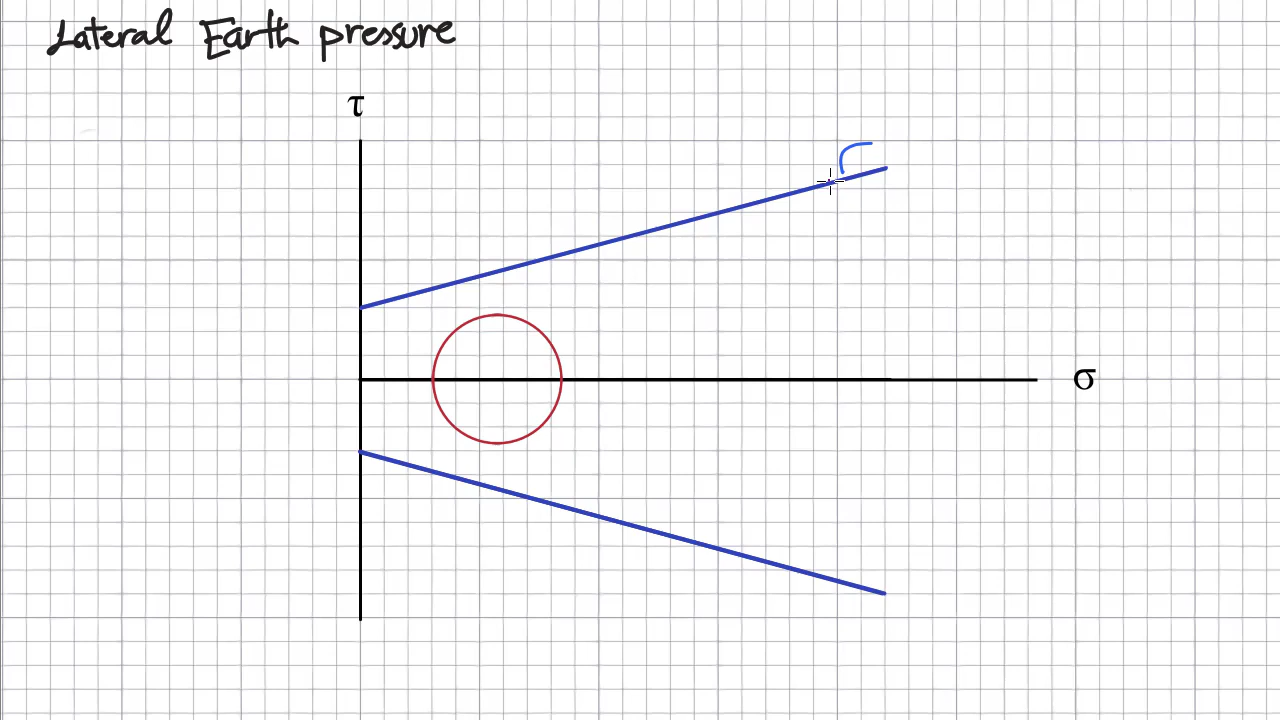 Lateral Earth pressure
τ
σ